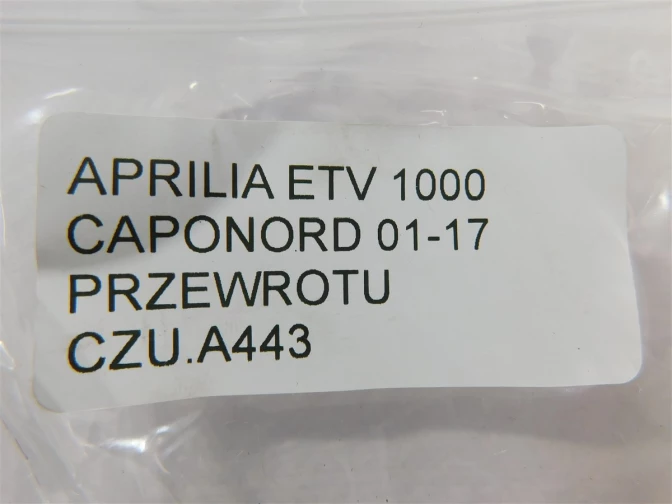 APRILIA ETV 1000
CAPONORD 01-17
PRZEWROTU
CZU.A443